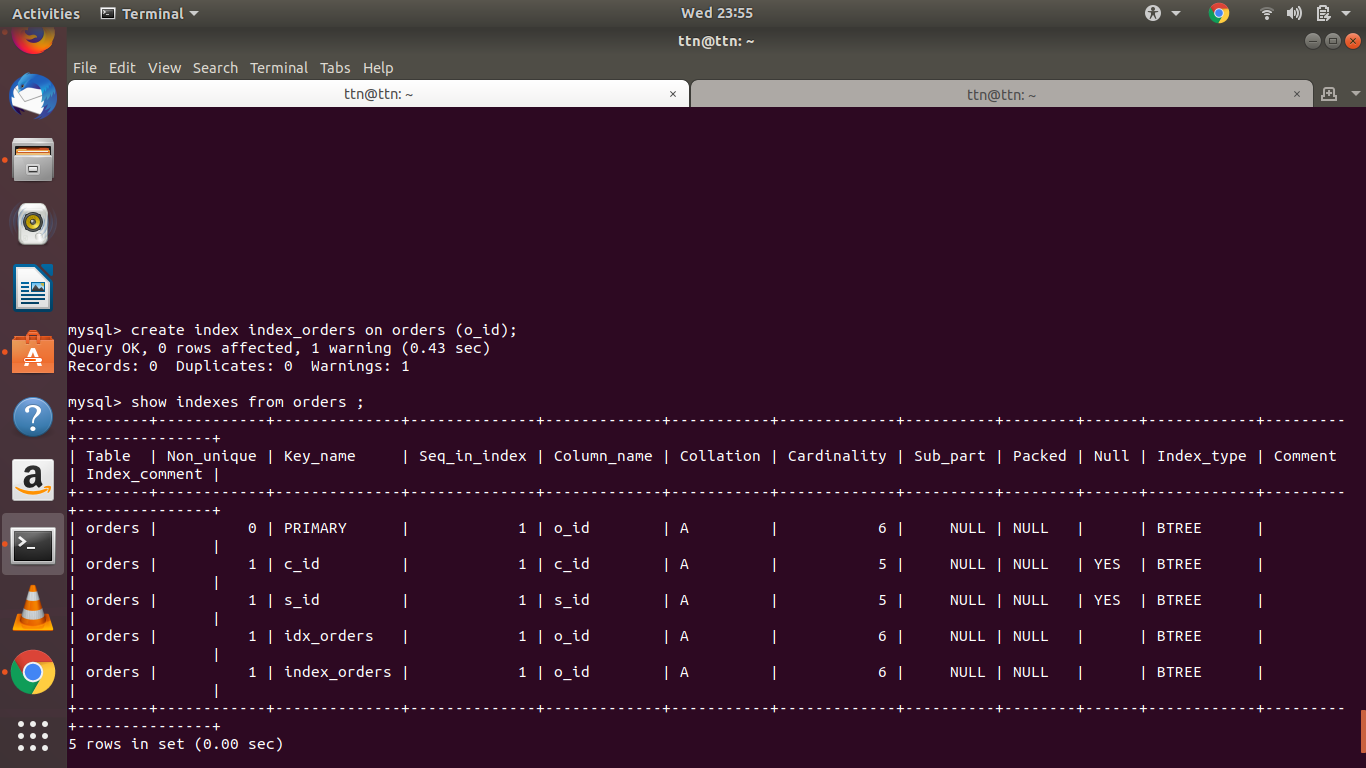 Activities Terminal Wed 23:55
ttn@ttn: ~
File Edit View Search Terminal Tabs Help
ttn@ttn: ~ × ttn@ttn: ~ ×
mysql> create index index_orders on orders (o_id);
Query OK, 0 rows affected, 1 warning (0.43 sec)
Records: 0  Duplicates: 0  Warnings: 1
mysql> show indexes from orders ;
+--------+------------+--------------+--------------+-------------+-----------+-------------+----------+--------+------+------------+---------
+---------------+
| Table  | Non_unique | Key_name     | Seq_in_index | Column_name | Collation | Cardinality | Sub_part | Packed | Null | Index_type | Comment
| Index_comment |
+--------+------------+--------------+--------------+-------------+-----------+-------------+----------+--------+------+------------+---------
+---------------+
| orders |          0 | PRIMARY      |            1 | o_id        | A         |           6 |     NULL | NULL   |      | BTREE      |
|               |
| orders |          1 | c_id         |            1 | c_id        | A         |           5 |     NULL | NULL   | YES  | BTREE      |
|               |
| orders |          1 | s_id         |            1 | s_id        | A         |           5 |     NULL | NULL   | YES  | BTREE      |
|               |
| orders |          1 | idx_orders   |            1 | o_id        | A         |           6 |     NULL | NULL   |      | BTREE      |
|               |
| orders |          1 | index_orders |            1 | o_id        | A         |           6 |     NULL | NULL   |      | BTREE      |
|               |
+--------+------------+--------------+--------------+-------------+-----------+-------------+----------+--------+------+------------+---------
+---------------+
5 rows in set (0.00 sec)